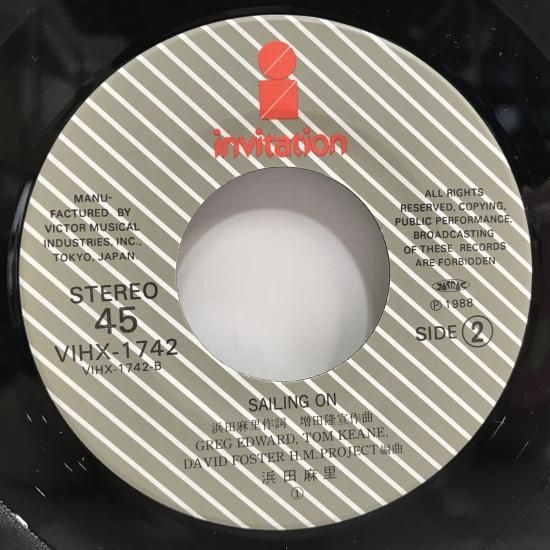 invitation
MANU-
FACTURED BY
VICTOR MUSICAL
INDUSTRIES, INC.,
TOKYO, JAPAN.
ALL RIGHTS
RESERVED, COPYING,
PUBLIC PERFORMANCE,
BROADCASTING
OF THESE RECORDS
ARE FORBIDDEN
JASRAC
Ⓟ1988
STEREO
45
VIHX-1742
VIHX-1742-B
SIDE ②
SAILING ON
浜田麻里作詞 増田隆宣作曲
GREG EDWARD, TOM KEANE,
DAVID FOSTER H.M.PROJECT編曲
浜田麻里
①